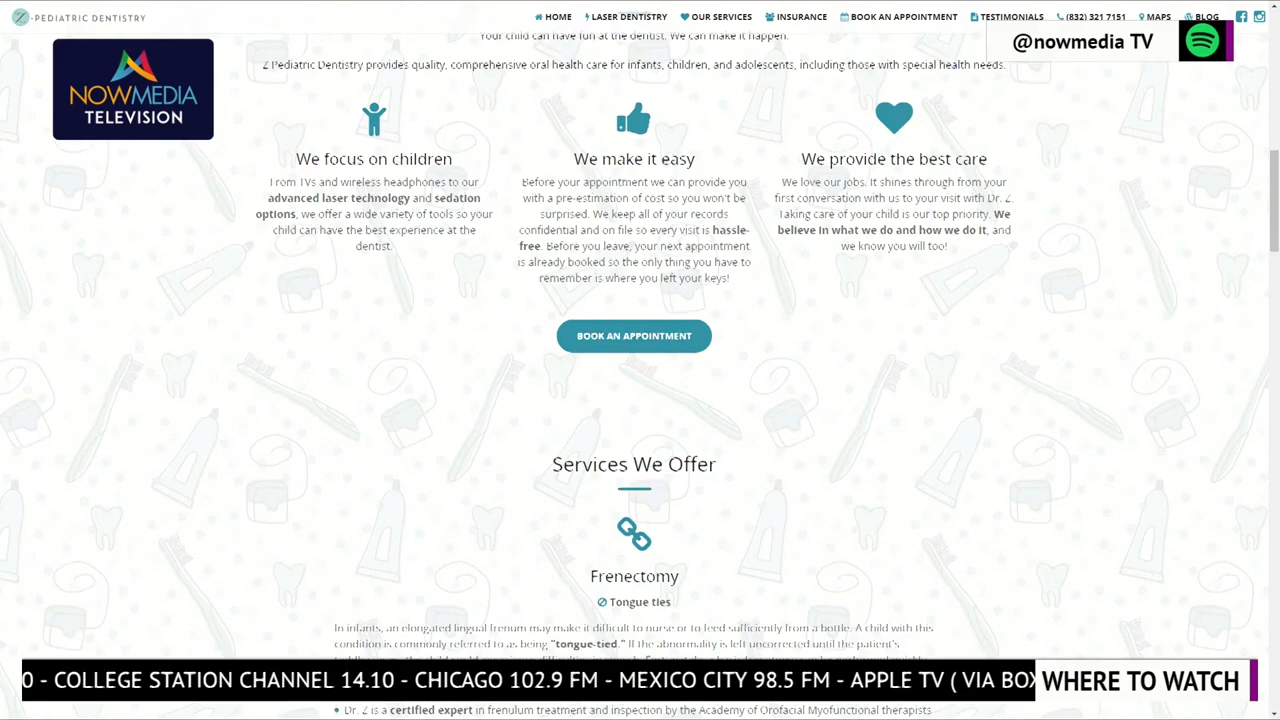 Z-PEDIATRIC DENTISTRY
HOME
LASER DENTISTRY
OUR SERVICES
INSURANCE
BOOK AN APPOINTMENT
TESTIMONIALS
(832) 321 7151
MAPS
BLOG
@nowmedia TV
NOWMEDIA
TELEVISION
Your child can have fun at the dentist. We can make it happen.
Z Pediatric Dentistry provides quality, comprehensive oral health care for infants, children, and adolescents, including those with special health needs.
We focus on children
From TVs and wireless headphones to our
advanced laser technology and sedation
options, we offer a wide variety of tools so your
child can have the best experience at the
dentist.
We make it easy
Before your appointment we can provide you
with a pre-estimation of cost so you won't be
surprised. We keep all of your records
confidential and on file so every visit is hassle-
free. Before you leave, your next appointment
is already booked so the only thing you have to
remember is where you left your keys!
We provide the best care
We love our jobs. It shines through from your
first conversation with us to your visit with Dr. Z.
Taking care of your child is our top priority. We
believe in what we do and how we do it, and
we know you will too!
BOOK AN APPOINTMENT
Services We Offer
Frenectomy
Tongue ties
In infants, an elongated lingual frenum may make it difficult to nurse or to feed sufficiently from a bottle. A child with this
condition is commonly referred to as being "tongue-tied." If the abnormality is left uncorrected until the patient's
0 - COLLEGE STATION CHANNEL 14.10 - CHICAGO 102.9 FM - MEXICO CITY 98.5 FM - APPLE TV ( VIA BOX
WHERE TO WATCH
Dr. Z is a certified expert in frenulum treatment and inspection by the Academy of Orofacial Myofunctional therapists